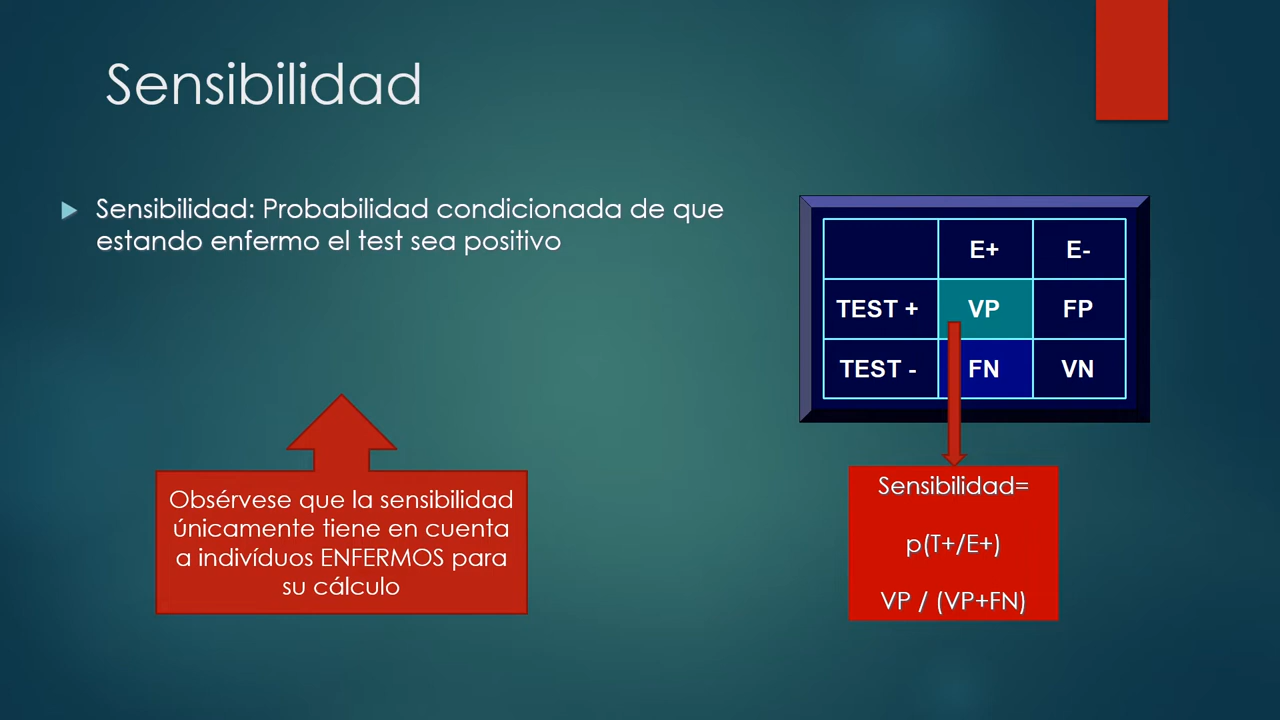 Sensibilidad
Sensibilidad: Probabilidad condicionada de que
estando enfermo el test sea positivo
E+ E-
TEST + VP FP
TEST - FN VN
Obsérvese que la sensibilidad
únicamente tiene en cuenta
a indivíduos ENFERMOS para
su cálculo
Sensibilidad=
p(T+/E+)
VP / (VP+FN)